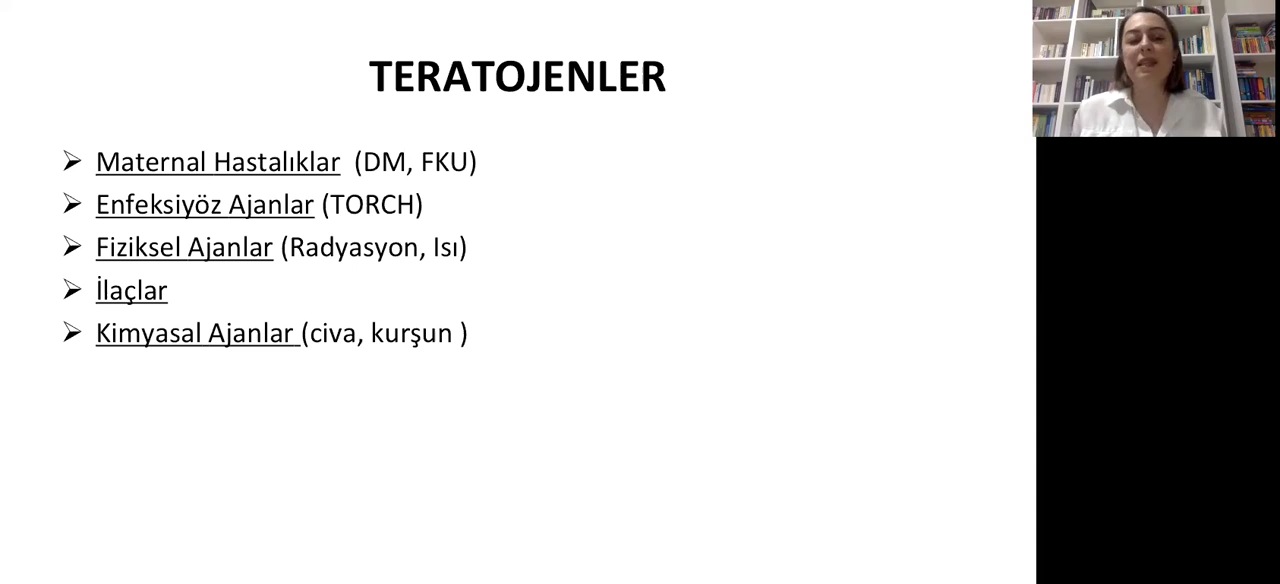 TERATOJENLER
➢ Maternal Hastalıklar (DM, FKU)
➢ Enfeksiyöz Ajanlar (TORCH)
➢ Fiziksel Ajanlar (Radyasyon, Isı)
➢ İlaçlar
➢ Kimyasal Ajanlar (civa, kurşun )